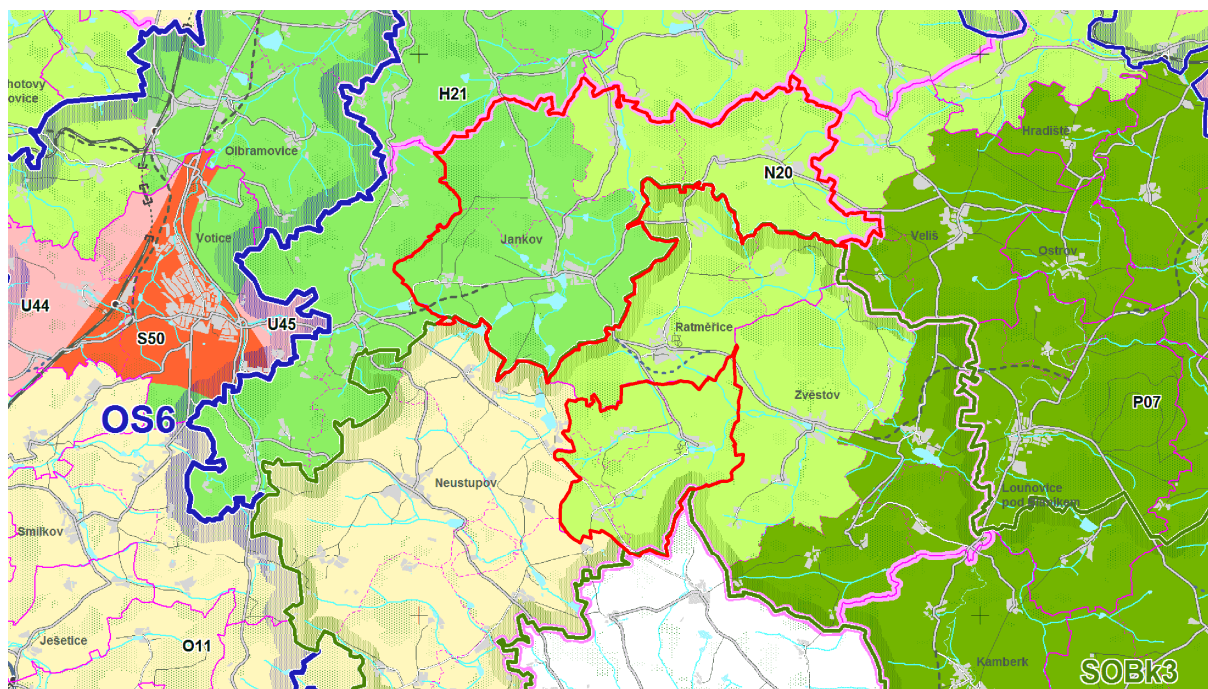 hotovy
ovice
H21
Hradiště
Olbramovice
N20
Votice
Jankov
Veliš
Ostrov
U44
U45
S50
Ratměřice
Zvěstov
P07
OS6
Neustupov
Louňovice
pod Blaníkem
Smilkov
Ješetice
O11
Kamberk
SOBk3